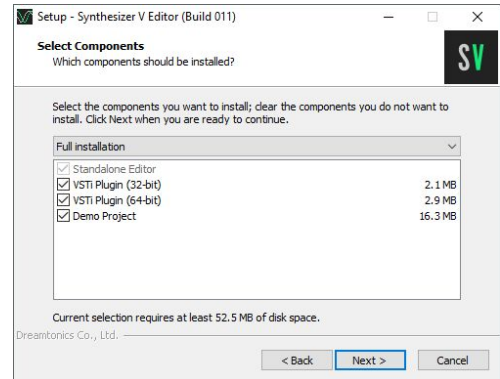 Setup - Synthesizer V Editor (Build 011)
Select Components
Which components should be installed?
SV
Select the components you want to install; clear the components you do not want to
install. Click Next when you are ready to continue.
Full installation
Standalone Editor
VSTi Plugin (32-bit) 2.1 MB
VSTi Plugin (64-bit) 2.9 MB
Demo Project 16.3 MB
Current selection requires at least 52.5 MB of disk space.
Dreamtonics Co., Ltd.
< Back Next > Cancel